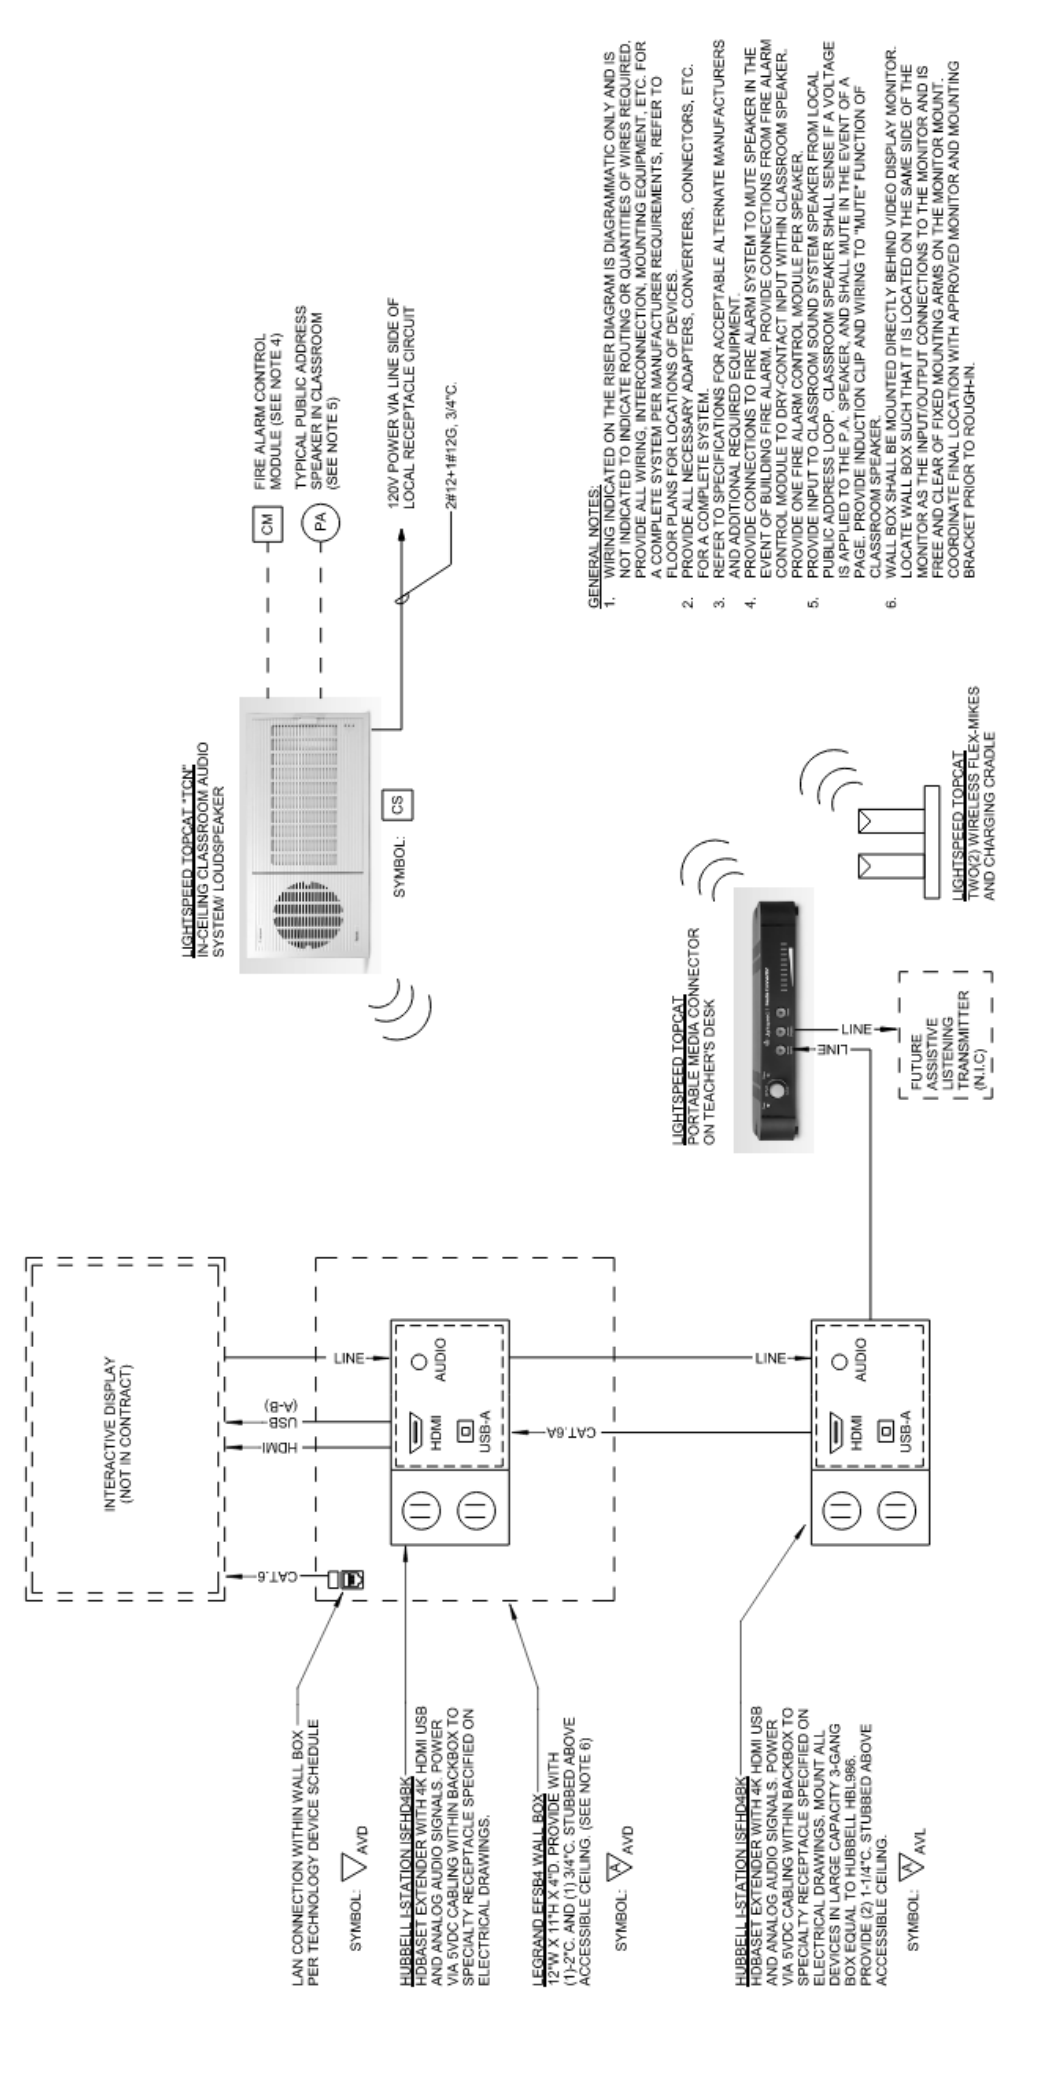 INTERACTIVE DISPLAY
(NOT IN CONTRACT)
CAT.6
HDMI
USB
(A-B)
LINE
HDMI
USB-A
AUDIO
CAT.6A
LINE
HDMI
USB-A
AUDIO
LAN CONNECTION WITHIN WALL BOX
PER TECHNOLOGY DEVICE SCHEDULE
SYMBOL: AVD
HUBBELL I-STATION ISFHD4BK
HDBASET EXTENDER WITH 4K HDMI USB
AND ANALOG AUDIO SIGNALS. POWER
VIA 5VDC CABLING WITHIN BACKBOX TO
SPECIALTY RECEPTACLE SPECIFIED ON
ELECTRICAL DRAWINGS.
LEGRAND EFSB4 WALL BOX
12"W X 11"H X 4"D. PROVIDE WITH
(1)-2"C. AND (1) 3/4"C. STUBBED ABOVE
ACCESSIBLE CEILING. (SEE NOTE 6)
SYMBOL: A AVD
HUBBELL I-STATION ISFHD4BK
HDBASET EXTENDER WITH 4K HDMI USB
AND ANALOG AUDIO SIGNALS. POWER
VIA 5VDC CABLING WITHIN BACKBOX TO
SPECIALTY RECEPTACLE SPECIFIED ON
ELECTRICAL DRAWINGS. MOUNT ALL
DEVICES IN LARGE CAPACITY 3-GANG
BOX EQUAL TO HUBBELL HBL986.
PROVIDE (2) 1-1/4"C. STUBBED ABOVE
ACCESSIBLE CEILING.
SYMBOL: A AVL
LIGHTSPEED TOPCAT "TCN"
IN-CEILING CLASSROOM AUDIO
SYSTEM/ LOUDSPEAKER
SYMBOL: CS
CM
FIRE ALARM CONTROL
MODULE (SEE NOTE 4)
PA
TYPICAL PUBLIC ADDRESS
SPEAKER IN CLASSROOM
(SEE NOTE 5)
120V POWER VIA LINE SIDE OF
LOCAL RECEPTACLE CIRCUIT
2#12+1#12G, 3/4"C.
LIGHTSPEED TOPCAT
PORTABLE MEDIA CONNECTOR
ON TEACHER'S DESK
LINE
LINE
FUTURE
ASSISTIVE
LISTENING
TRANSMITTER
(N.I.C)
LIGHTSPEED TOPCAT
TWO(2) WIRELESS FLEX-MIKES
AND CHARGING CRADLE
GENERAL NOTES:
1. WIRING INDICATED ON THE RISER DIAGRAM IS DIAGRAMMATIC ONLY AND IS
NOT INDICATED TO INDICATE ROUTING OR QUANTITIES OF WIRES REQUIRED.
PROVIDE ALL WIRING, INTERCONNECTION, MOUNTING EQUIPMENT, ETC. FOR
A COMPLETE SYSTEM PER MANUFACTURER REQUIREMENTS, REFER TO
FLOOR PLANS FOR LOCATIONS OF DEVICES.
2. PROVIDE ALL NECESSARY ADAPTERS, CONVERTERS, CONNECTORS, ETC.
FOR A COMPLETE SYSTEM.
3. REFER TO SPECIFICATIONS FOR ACCEPTABLE ALTERNATE MANUFACTURERS
AND ADDITIONAL REQUIRED EQUIPMENT.
4. PROVIDE CONNECTIONS TO FIRE ALARM SYSTEM TO MUTE SPEAKER IN THE
EVENT OF BUILDING FIRE ALARM. PROVIDE CONNECTIONS FROM FIRE ALARM
CONTROL MODULE TO DRY-CONTACT INPUT WITHIN CLASSROOM SPEAKER.
PROVIDE ONE FIRE ALARM CONTROL MODULE PER SPEAKER.
5. PROVIDE INPUT TO CLASSROOM SOUND SYSTEM SPEAKER FROM LOCAL
PUBLIC ADDRESS LOOP. CLASSROOM SPEAKER SHALL SENSE IF A VOLTAGE
IS APPLIED TO THE P.A. SPEAKER, AND SHALL MUTE IN THE EVENT OF A
PAGE. PROVIDE INDUCTION CLIP AND WIRING TO "MUTE" FUNCTION OF
CLASSROOM SPEAKER.
6. WALL BOX SHALL BE MOUNTED DIRECTLY BEHIND VIDEO DISPLAY MONITOR.
LOCATE WALL BOX SUCH THAT IT IS LOCATED ON THE SAME SIDE OF THE
MONITOR AS THE INPUT/OUTPUT CONNECTIONS TO THE MONITOR AND IS
FREE AND CLEAR OF FIXED MOUNTING ARMS ON THE MONITOR MOUNT.
COORDINATE FINAL LOCATION WITH APPROVED MONITOR AND MOUNTING
BRACKET PRIOR TO ROUGH-IN.